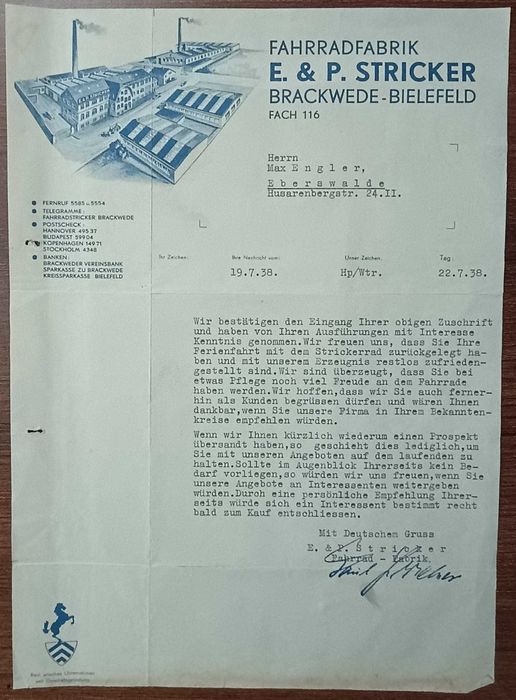 FAHRRADFABRIK
E. & P. STRICKER
BRACKWEDE-BIELEFELD
FACH 116
Herrn
Max Engler,
Eberswalde
Husarenbergstr. 24.II.
FERNRUF 5585 u. 5554
TELEGRAMME:
FAHRRADSTRICKER BRACKWEDE
POSTSCHECK:
HANNOVER 495 37
BUDAPEST 599 04
KOPENHAGEN 149 71
STOCKHOLM 4348
BANKEN:
BRACKWEDER VEREINSBANK
SPARKASSE ZU BRACKWEDE
KREISSPARKASSE BIELEFELD
Ihr Zeichen: Ihre Nachricht vom: Unser Zeichen: Tag:
19.7.38. Hp/Wtr. 22.7.38.
Wir bestätigen den Eingang Ihrer obigen Zuschrift
und haben von Ihren Ausführungen mit Interesse
Kenntnis genommen.Wir freuen uns, dass Sie Ihre
Ferienfahrt mit dem Strickerrad zurückgelegt ha-
ben und mit unserem Erzeugnis restlos zufrieden-
gestellt sind.Wir sind überzeugt, dass Sie bei
etwas Pflege noch viel Freude an dem Fahrrade
haben werden.Wir hoffen,dass wir Sie auch ferner-
hin als Kunden begrüssen dürfen und wären Ihnen
dankbar,wenn Sie unsere Firma in Ihrem Bekannten-
kreise empfehlen würden.
Wenn wir Ihnen kürzlich wiederum einen Prospekt
übersandt haben,so geschieht dies lediglich,um
Sie mit unseren Angeboten auf dem laufenden zu
halten.Sollte im Augenblick Ihrerseits kein Be-
darf vorliegen,so würden wir uns freuen,wenn Sie
unsere Angebote an Interessenten weitergeben
würden.Durch eine persönliche Empfehlung Ihrer-
seits würde sich ein Interessent bestimmt recht
bald zum Kauf entschliessen.
Mit Deutschem Gruss
E. & P. Stricker
Fahrrad - Fabrik